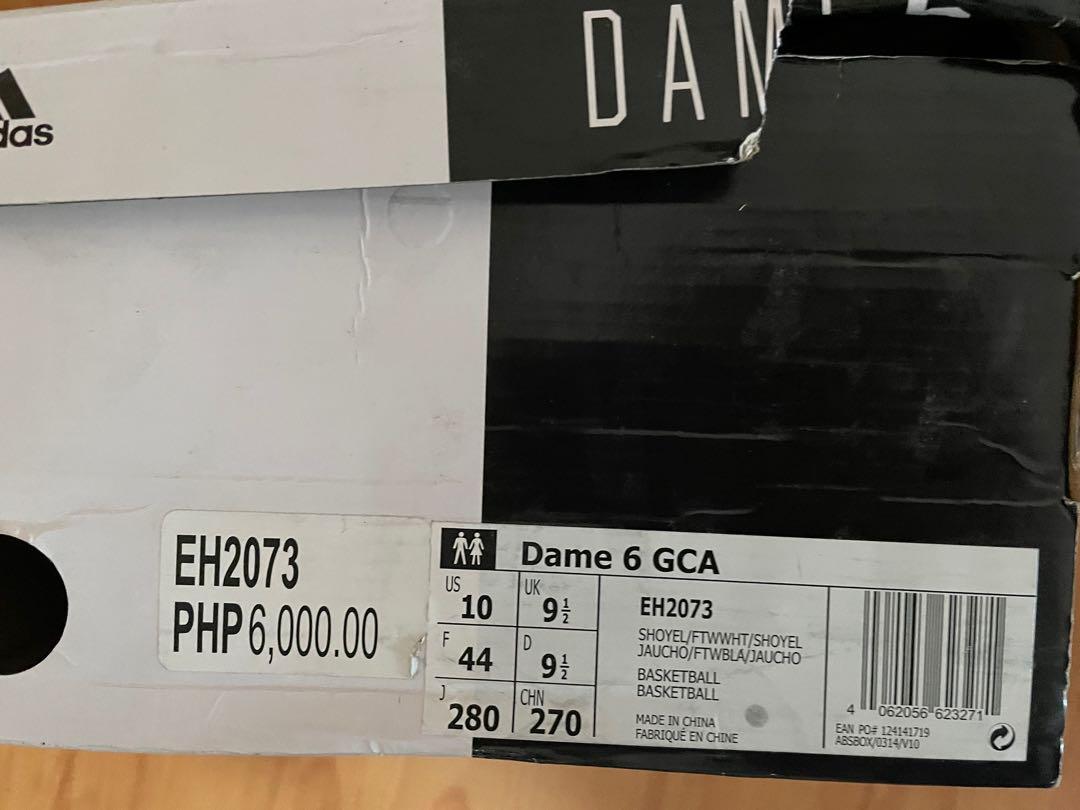 das
DAM
EH2073
PHP 6,000.00
Dame 6 GCA
US 10
UK 9 1/2
F 44
D 9 1/2
J 280
CHN 270
EH2073
SHOYEL/FTWWHT/SHOYEL
JAUCHO/FTWBLA/JAUCHO
BASKETBALL
BASKETBALL
MADE IN CHINA
FABRIQUÉ EN CHINE
4 062056 623271
EAN PO# 124141719
ABSBOX/0314/V10